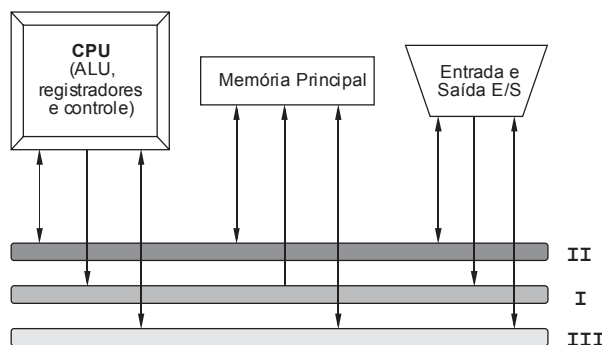 CPU
(ALU,
registradores
e controle)
Memória Principal
Entrada e
Saída E/S
II
I
III